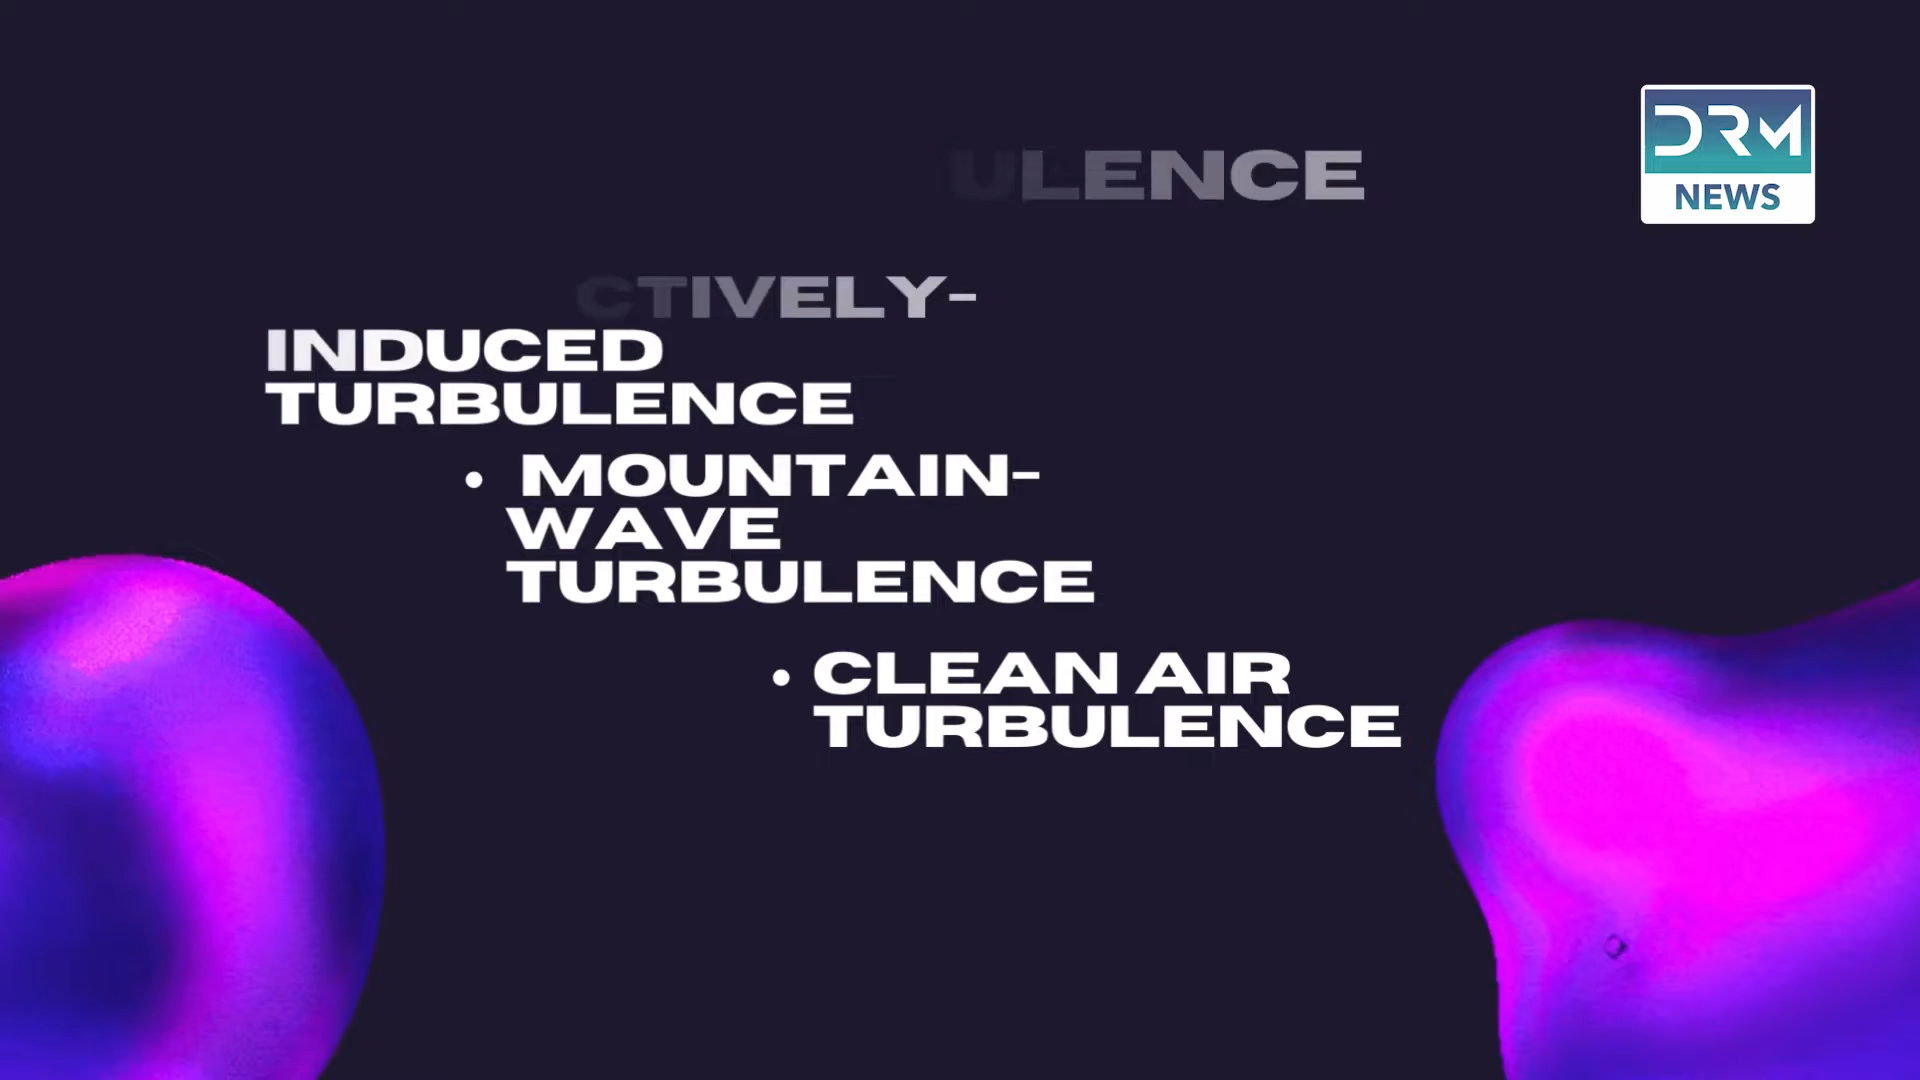 ULENCE
DRM
NEWS
CTIVELY-
INDUCED
TURBULENCE
• MOUNTAIN-
WAVE
TURBULENCE
• CLEAN AIR
TURBULENCE